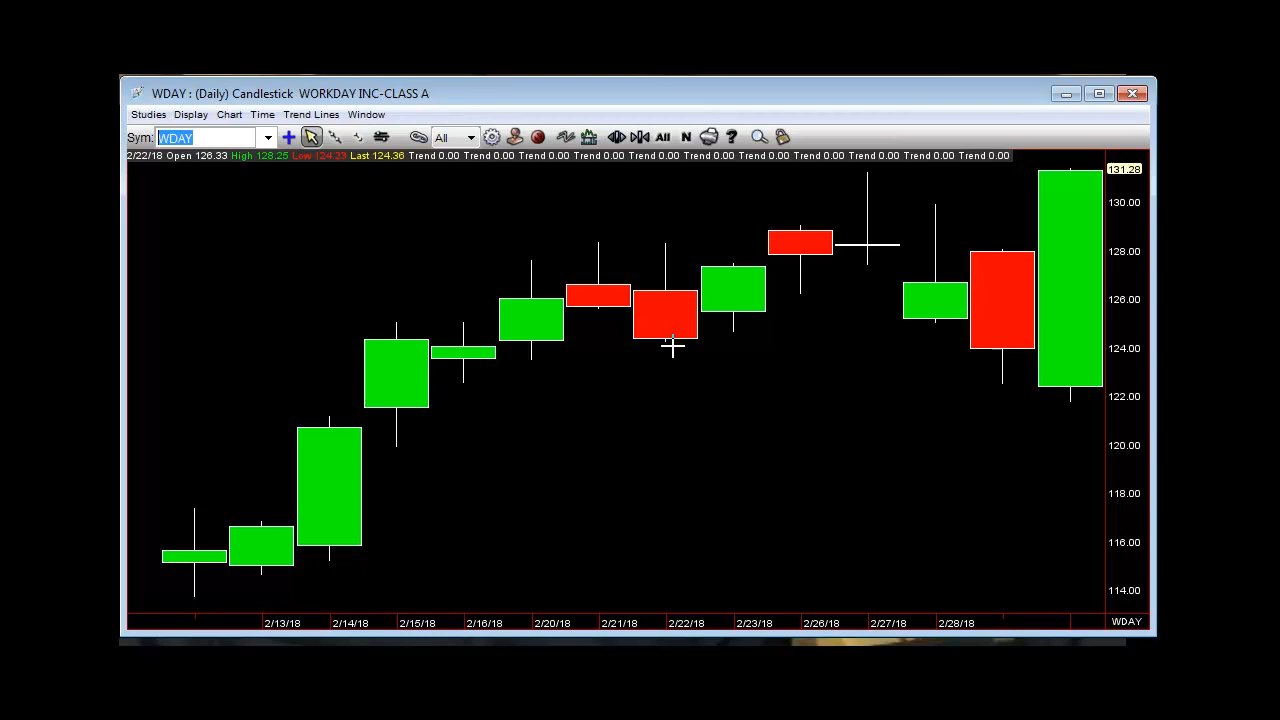 WDAY : (Daily) Candlestick WORKDAY INC-CLASS A
Studies Display Chart Time Trend Lines Window
Sym: WDAY All All N ?
2/22/18 Open 126.33 High 128.25 Low 124.23 Last 124.36 Trend 0.00 Trend 0.00 Trend 0.00 Trend 0.00 Trend 0.00 Trend 0.00 Trend 0.00 Trend 0.00 Trend 0.00 Trend 0.00 Trend 0.00
131.28
130.00
128.00
126.00
124.00
122.00
120.00
118.00
116.00
114.00
2/13/18 2/14/18 2/15/18 2/16/18 2/20/18 2/21/18 2/22/18 2/23/18 2/26/18 2/27/18 2/28/18 WDAY